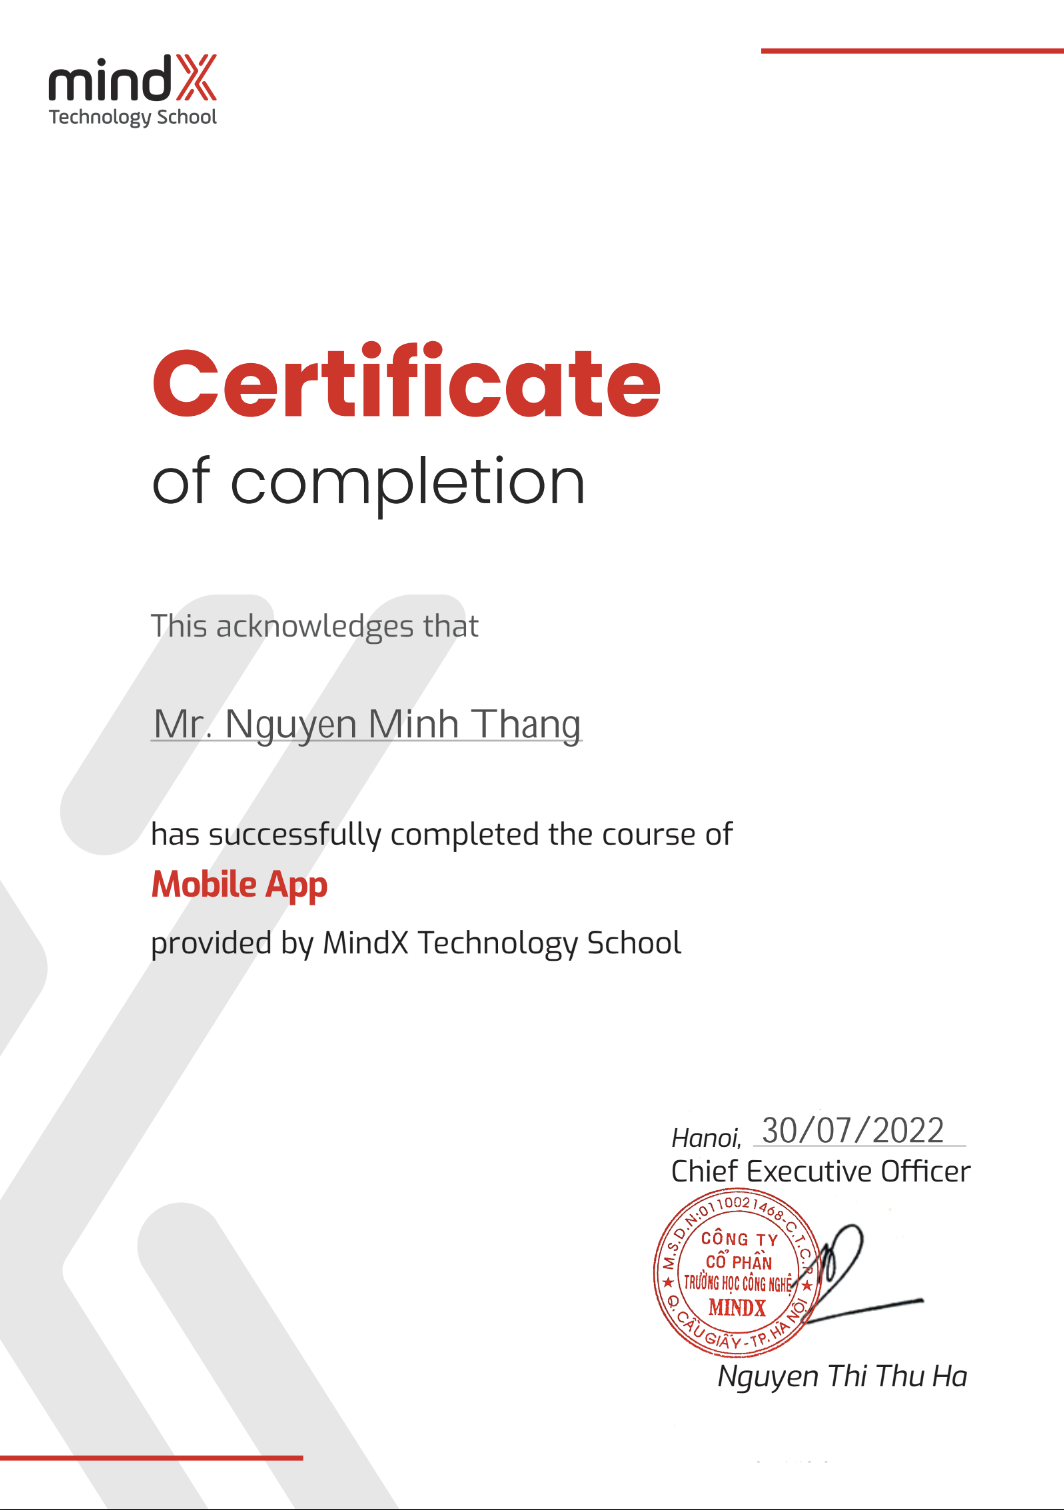 mindX
Technology School
Certificate
of completion
This acknowledges that
Mr. Nguyen Minh Thang
has successfully completed the course of
Mobile App
provided by MindX Technology School
Hanoi, 30/07/2022
Chief Executive Officer
M.S.D.N:0110021468-C.T.C.P
CÔNG TY
CỔ PHẦN
TRƯỜNG HỌC CÔNG NGHỆ
MINDX
Q. CẦU GIẤY - TP. HÀ NỘI
Nguyen Thi Thu Ha